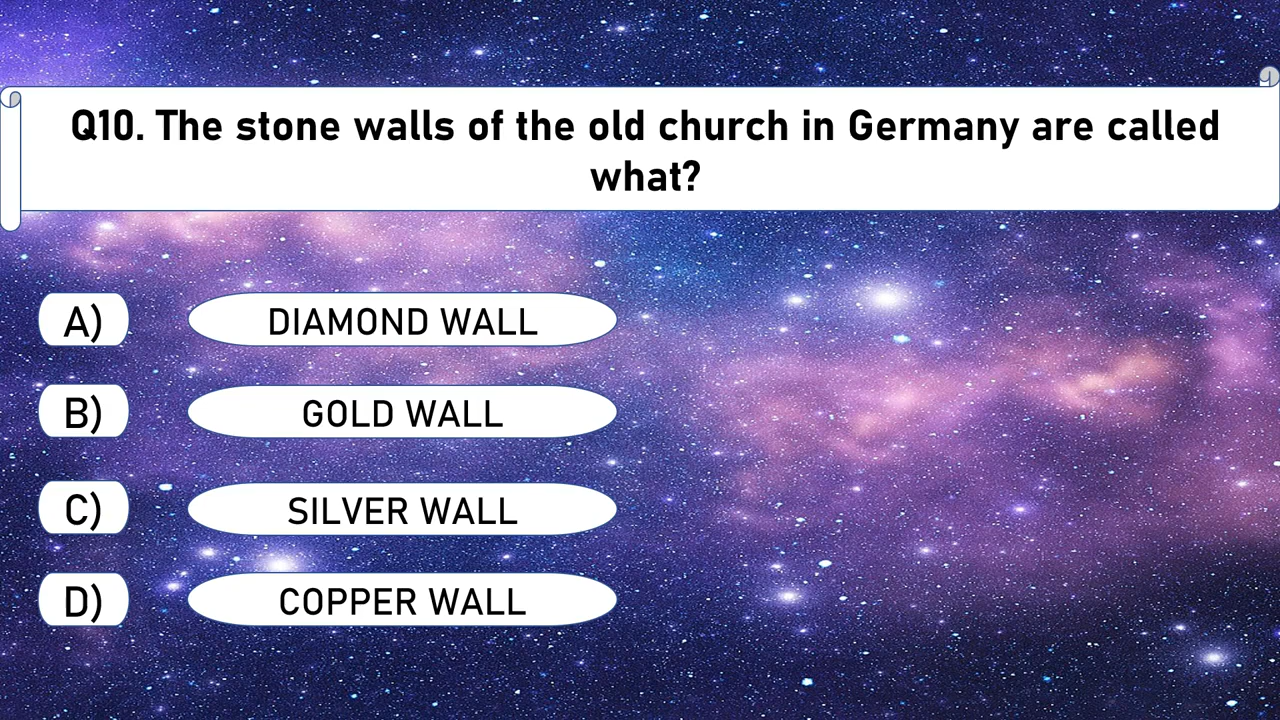 Q10. The stone walls of the old church in Germany are called
what?
A) DIAMOND WALL
B) GOLD WALL
C) SILVER WALL
D) COPPER WALL